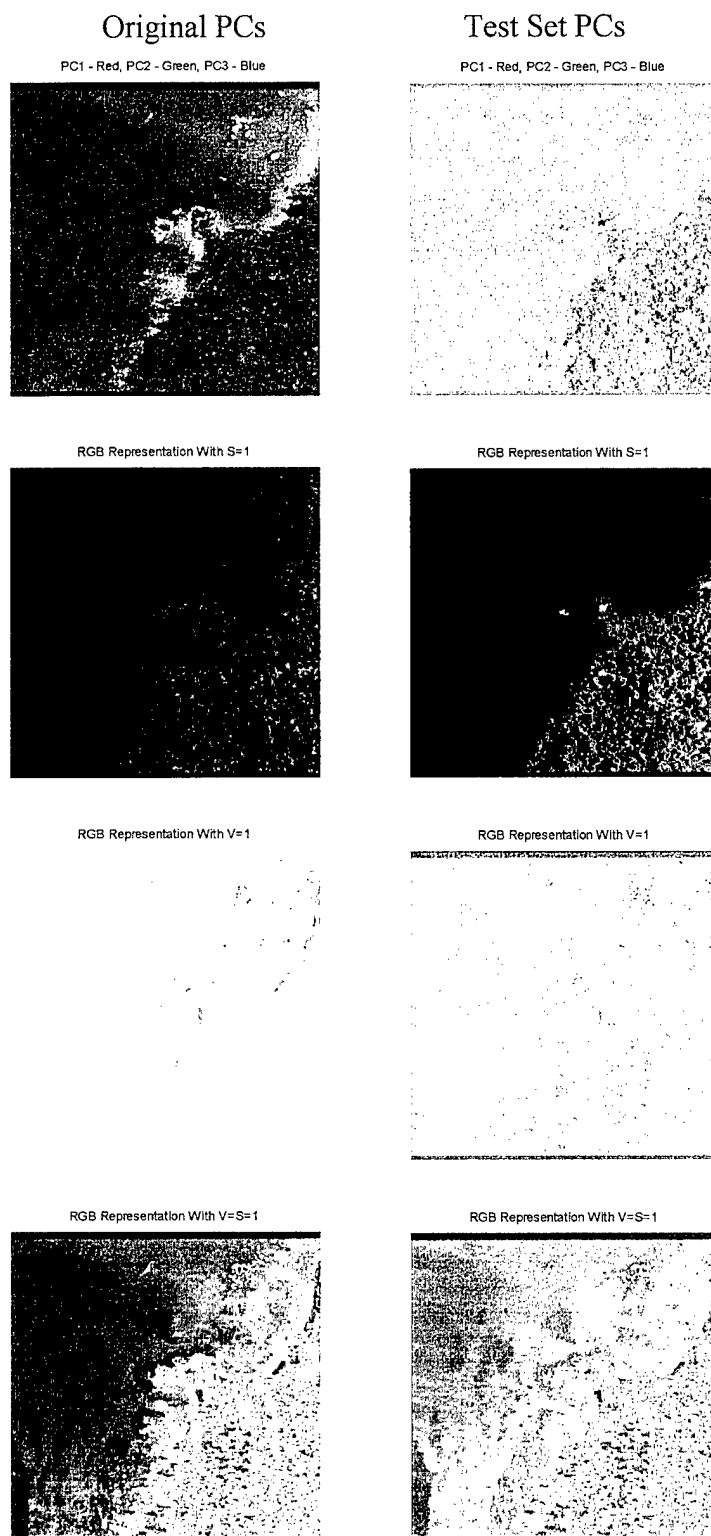 Original PCs
Test Set PCs
PC1 - Red, PC2 - Green, PC3 - Blue
PC1 - Red, PC2 - Green, PC3 - Blue
RGB Representation With S=1
RGB Representation With S=1
RGB Representation With V=1
RGB Representation With V=1
RGB Representation With V=S=1
RGB Representation With V=S=1